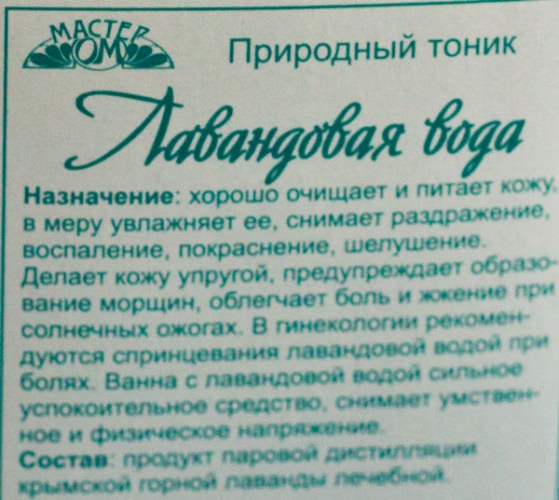 МАСТЕР
ОМ
Природный тоник
Лавандовая вода
Назначение: хорошо очищает и питает кожу,
в меру увлажняет ее, снимает раздражение,
воспаление, покраснение, шелушение.
Делает кожу упругой, предупреждает образо-
вание морщин, облегчает боль и жжение при
солнечных ожогах. В гинекологии рекомен-
дуются спринцевания лавандовой водой при
болях. Ванна с лавандовой водой сильное
успокоительное средство, снимает умствен-
ное и физическое напряжение.
Состав: продукт паровой дистилляции
крымской горной лаванды лечебной.